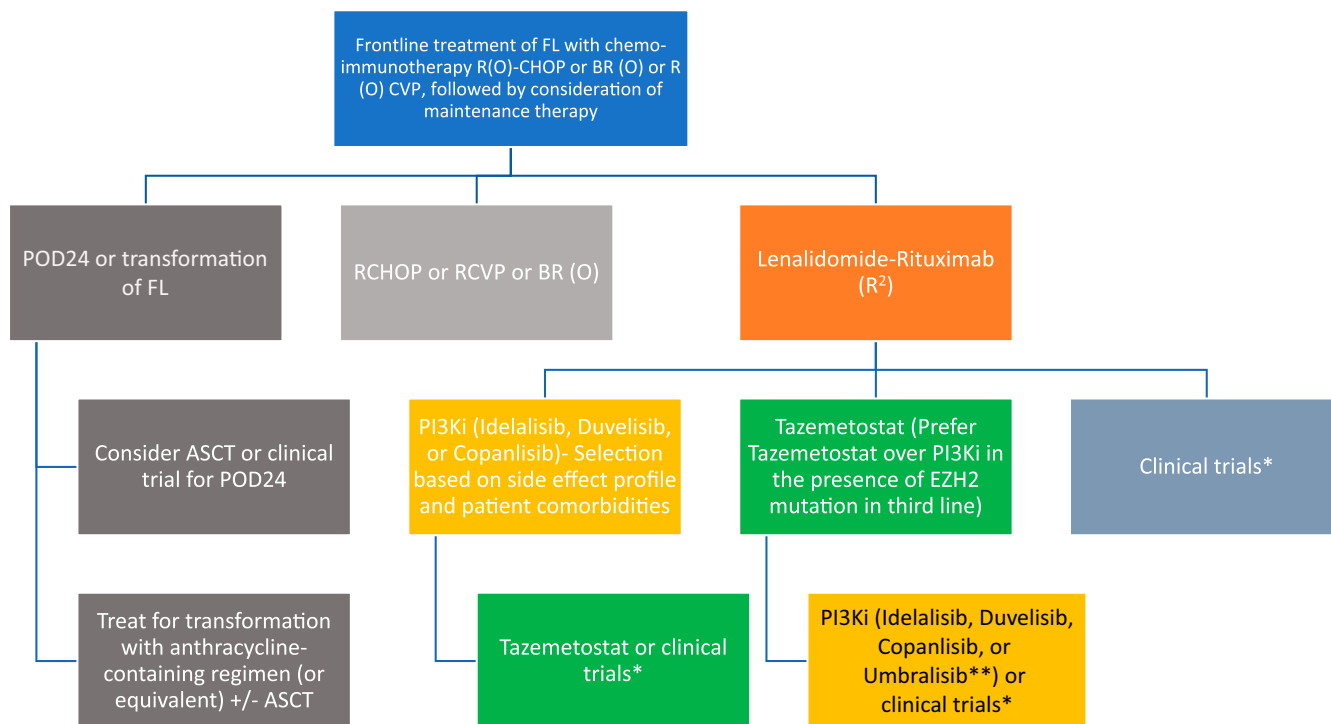 Frontline treatment of FL with chemo-
immunotherapy R(O)-CHOP or BR (O) or R
(O) CVP, followed by consideration of
maintenance therapy
POD24 or transformation
of FL
RCHOP or RCVP or BR (O)
Lenalidomide-Rituximab
(R²)
Consider ASCT or clinical
trial for POD24
PI3Ki (Idelalisib, Duvelisib,
or Copanlisib)- Selection
based on side effect profile
and patient comorbidities
Tazemetostat (Prefer
Tazemetostat over PI3Ki in
the presence of EZH2
mutation in third line)
Clinical trials*
Treat for transformation
with anthracycline-
containing regimen (or
equivalent) +/- ASCT
Tazemetostat or clinical
trials*
PI3Ki (Idelalisib, Duvelisib,
Copanlisib, or
Umbralisib**) or
clinical trials*